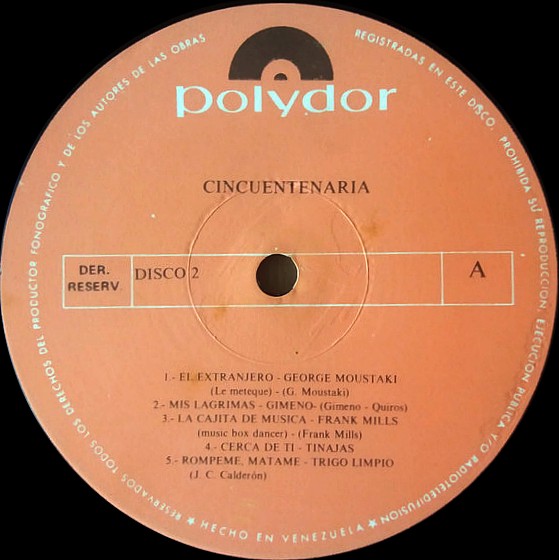 ★ RESERVADOS TODOS LOS DERECHOS DEL PRODUCTOR FONOGRAFICO Y DE LOS AUTORES DE LAS OBRAS
REGISTRADAS EN ESTE DISCO. PROHIBIDA SU REPRODUCCION, EJECUCION PUBLICA Y/O RADIOTELEDIFUSION
polydor
CINCUENTENARIA
DER.
RESERV.
DISCO 2
A
1.- EL EXTRANJERO - GEORGE MOUSTAKI
(Le meteque) - (G. Moustaki)
2.- MIS LAGRIMAS - GIMENO- (Gimeno - Quiros)
3.- LA CAJITA DE MUSICA - FRANK MILLS
(music box dancer) - (Frank Mills)
4.- CERCA DE TI - TINAJAS
5.- ROMPEME, MATAME - TRIGO LIMPIO
(J. C. Calderón)
★ HECHO EN VENEZUELA ★